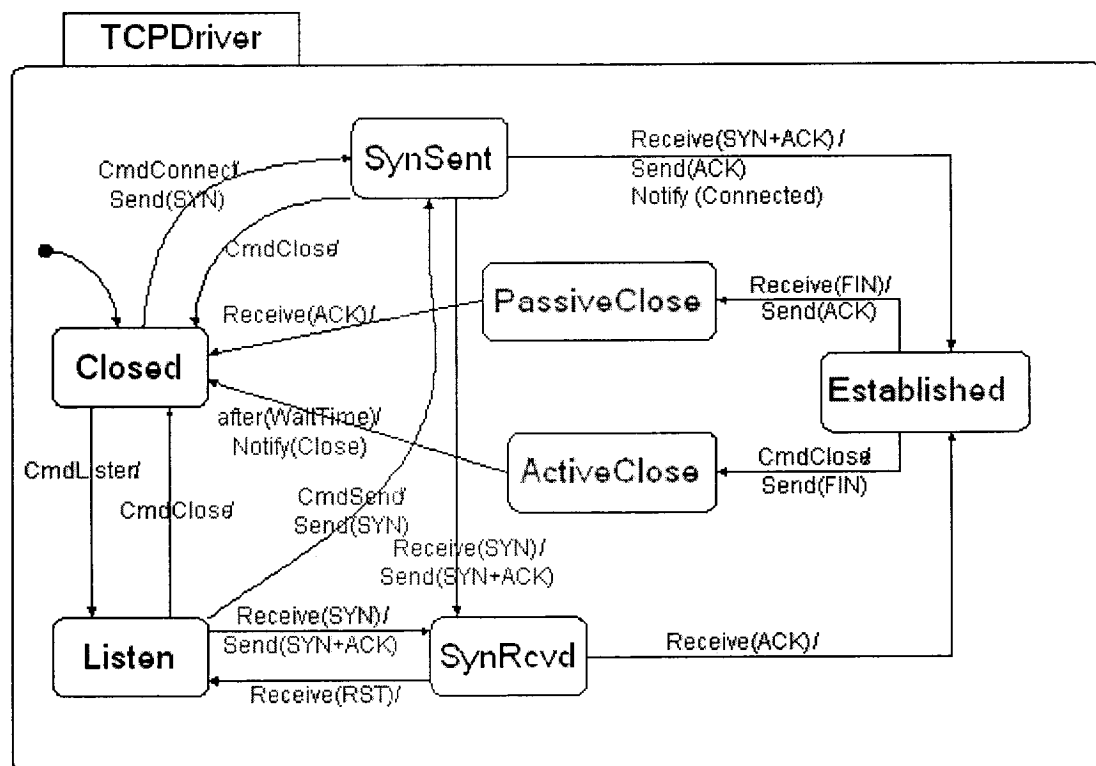 TCPDriver
SynSent
CmdConnect/
Send(SYN)
Receive(SYN+ACK)/
Send(ACK)
Notify (Connected)
CmdClose/
PassiveClose
Receive(FIN)/
Send(ACK)
Receive(ACK)/
Closed
Established
after(WaitTime)/
Notify(Close)
ActiveClose
CmdClose/
Send(FIN)
CmdListen/
CmdClose/
CmdSend/
Send(SYN)
Receive(SYN)/
Send(SYN+ACK)
Listen
Receive(SYN)/
Send(SYN+ACK)
SynRcvd
Receive(ACK)/
Receive(RST)/